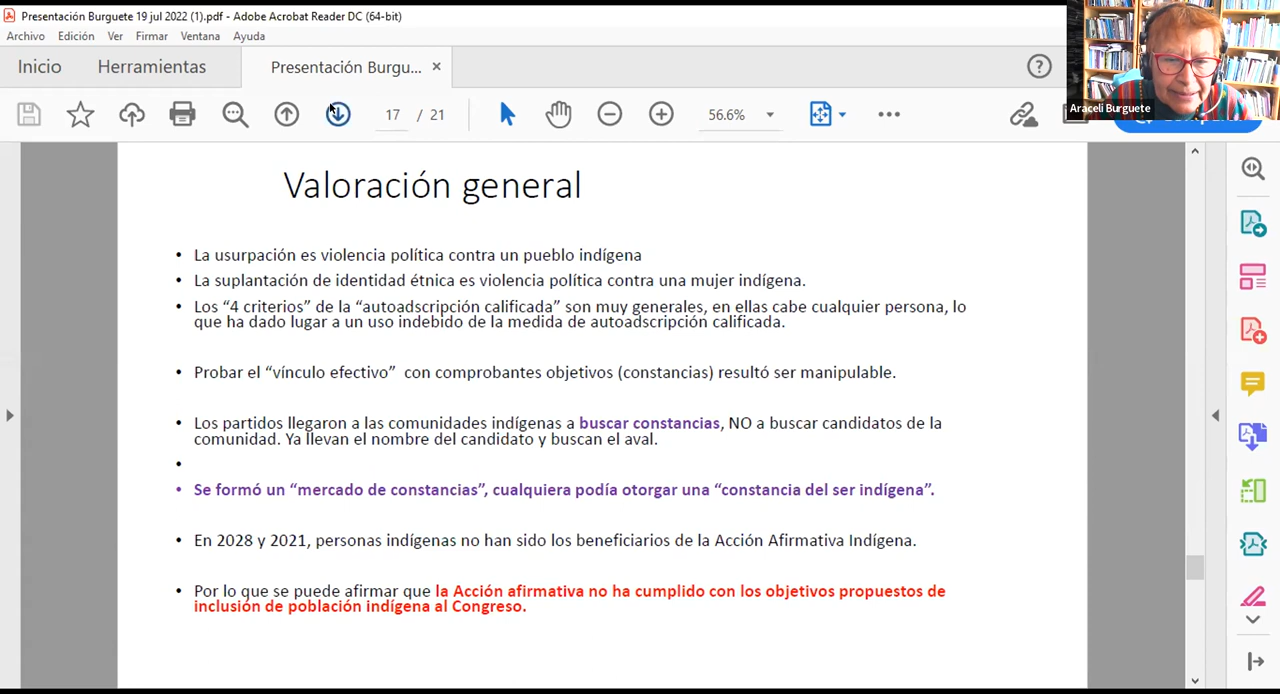 Presentación Burguete 19 jul 2022 (1).pdf - Adobe Acrobat Reader DC (64-bit)
Archivo Edición Ver Firmar Ventana Ayuda
Inicio Herramientas Presentación Burgu... ×
17 / 21 56.6%
Araceli Burguete
Valoración general
• La usurpación es violencia política contra un pueblo indígena
• La suplantación de identidad étnica es violencia política contra una mujer indígena.
• Los “4 criterios” de la “autoadscripción calificada” son muy generales, en ellas cabe cualquier persona, lo
que ha dado lugar a un uso indebido de la medida de autoadscripción calificada.
• Probar el “vínculo efectivo” con comprobantes objetivos (constancias) resultó ser manipulable.
• Los partidos llegaron a las comunidades indígenas a buscar constancias, NO a buscar candidatos de la
comunidad. Ya llevan el nombre del candidato y buscan el aval.
•
• Se formó un “mercado de constancias”, cualquiera podía otorgar una “constancia del ser indígena”.
• En 2028 y 2021, personas indígenas no han sido los beneficiarios de la Acción Afirmativa Indígena.
• Por lo que se puede afirmar que la Acción afirmativa no ha cumplido con los objetivos propuestos de
inclusión de población indígena al Congreso.